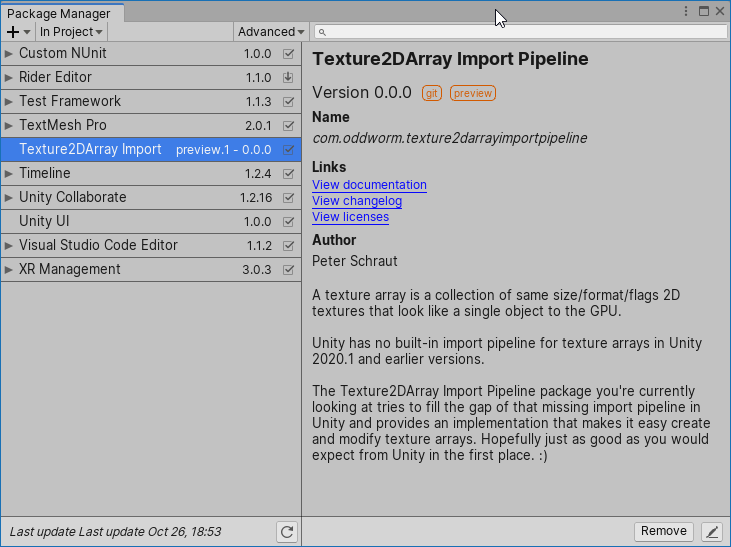 Package Manager
In Project
Advanced
Custom NUnit 1.0.0
Rider Editor 1.1.0
Test Framework 1.1.3
TextMesh Pro 2.0.1
Texture2DArray Import preview.1 - 0.0.0
Timeline 1.2.4
Unity Collaborate 1.2.16
Unity UI 1.0.0
Visual Studio Code Editor 1.1.2
XR Management 3.0.3
Last update Last update Oct 26, 18:53
Texture2DArray Import Pipeline
Version 0.0.0 git preview
Name
com.oddworm.texture2darrayimportpipeline
Links
View documentation
View changelog
View licenses
Author
Peter Schraut
A texture array is a collection of same size/format/flags 2D
textures that look like a single object to the GPU.
Unity has no built-in import pipeline for texture arrays in Unity
2020.1 and earlier versions.
The Texture2DArray Import Pipeline package you're currently
looking at tries to fill the gap of that missing import pipeline in
Unity and provides an implementation that makes it easy create
and modify texture arrays. Hopefully just as good as you would
expect from Unity in the first place. :)
Remove